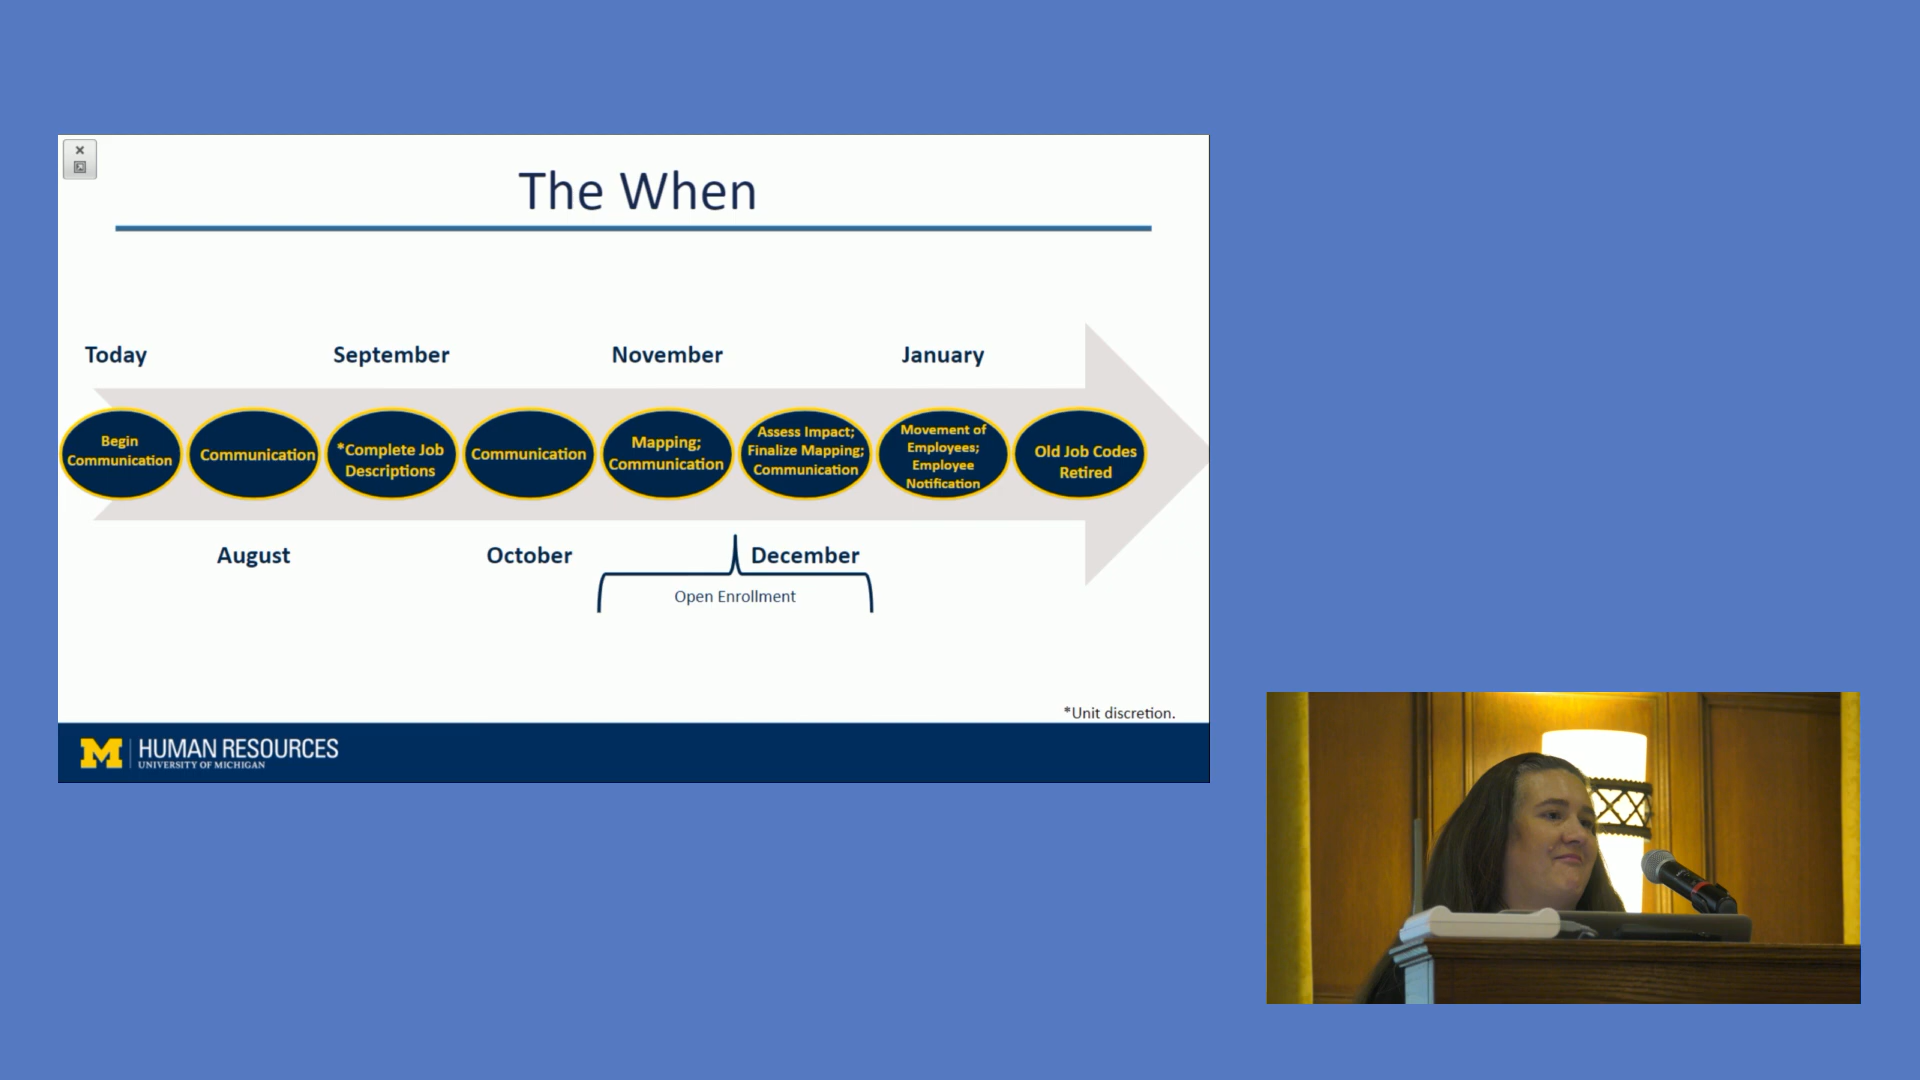 The When
Today
September
November
January
Begin
Communication
Communication
*Complete Job
Descriptions
Communication
Mapping;
Communication
Assess Impact;
Finalize Mapping;
Communication
Movement of
Employees;
Employee
Notification
Old Job Codes
Retired
August
October
December
Open Enrollment
*Unit discretion.
M
HUMAN RESOURCES
UNIVERSITY OF MICHIGAN